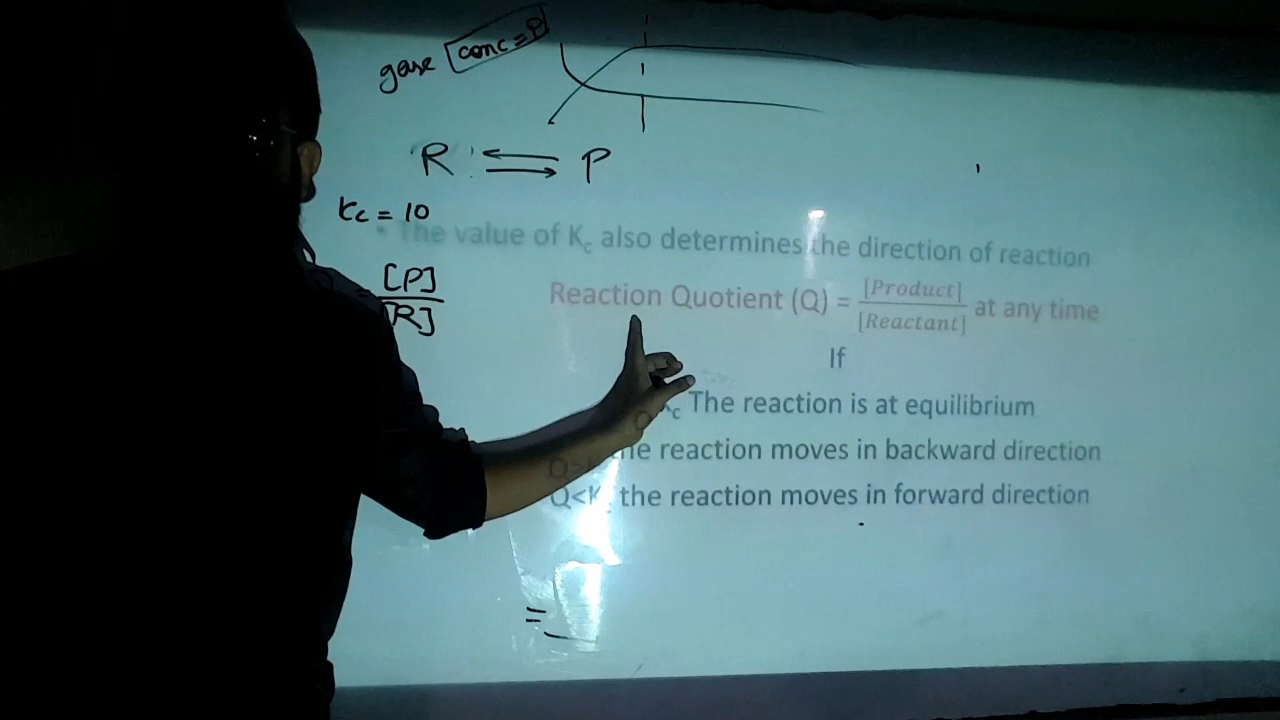 gase conc = P
R ⇌ P
Kc = 10
• The value of Kc also determines the direction of reaction
= [P] / [R]
Reaction Quotient (Q) = [Product] / [Reactant] at any time
If
Kc The reaction is at equilibrium
Q> the reaction moves in backward direction
Q<K the reaction moves in forward direction
=